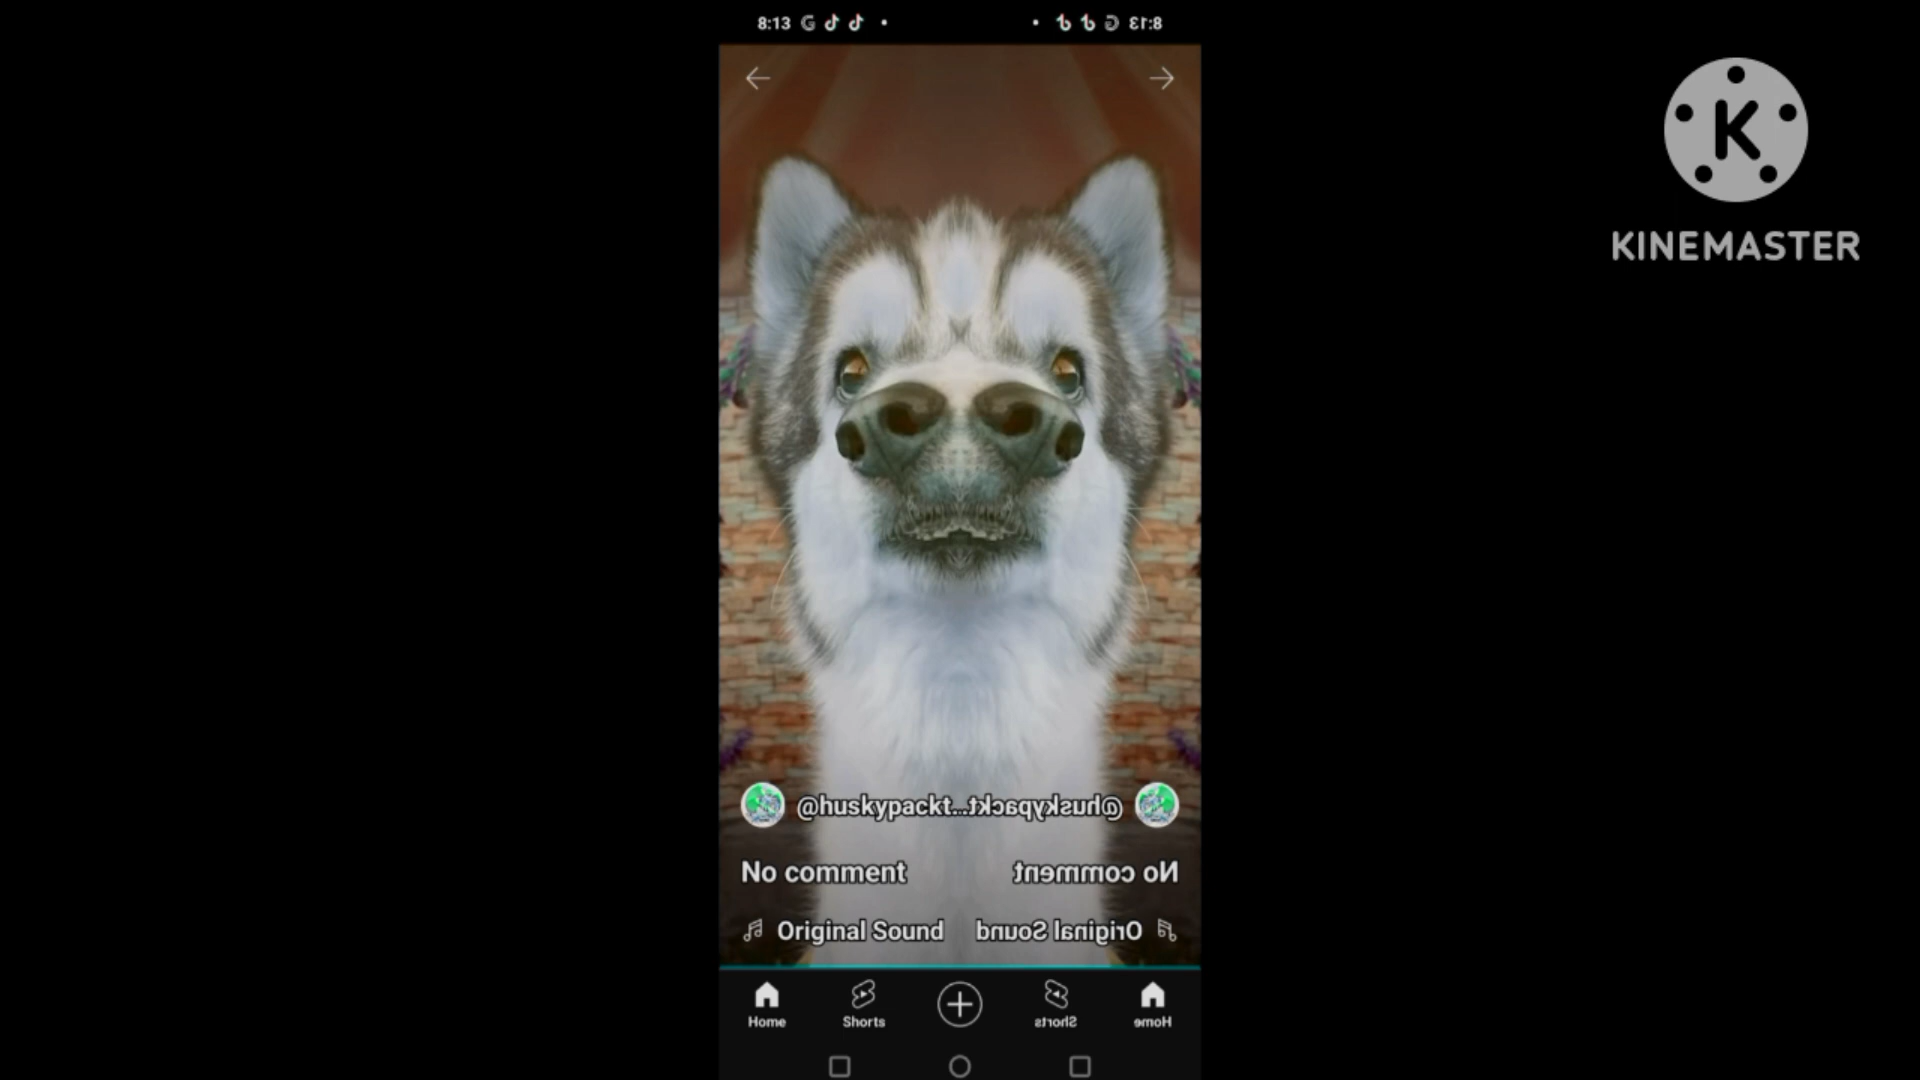 8:13 8:13
K
KINEMASTER
@huskypackt...@huskypackt
No comment No comment
Original Sound Original Sound
Home Shorts Shorts Home